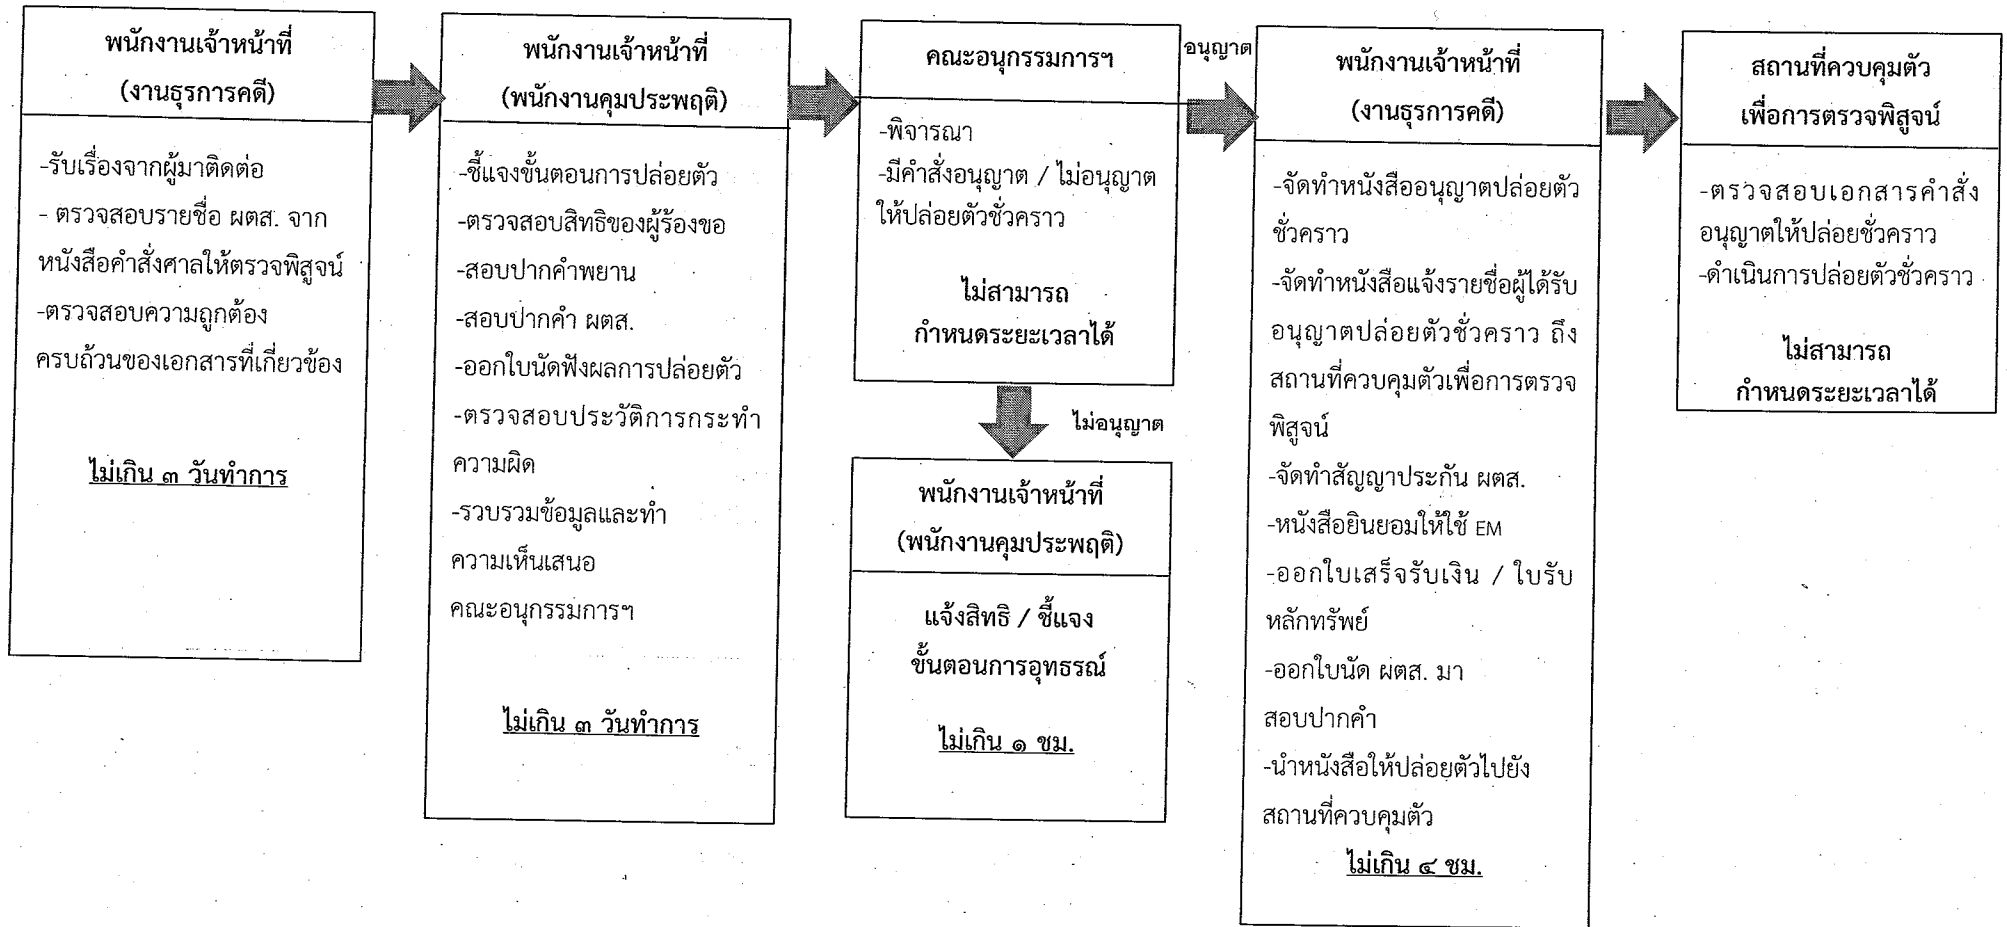 พนักงานเจ้าหน้าที่
(งานธุรการคดี)
-รับเรื่องจากผู้มาติดต่อ
- ตรวจสอบรายชื่อ ผตส. จาก
หนังสือคำสั่งศาลให้ตรวจพิสูจน์
-ตรวจสอบความถูกต้อง
ครบถ้วนของเอกสารที่เกี่ยวข้อง
ไม่เกิน ๓ วันทำการ
พนักงานเจ้าหน้าที่
(พนักงานคุมประพฤติ)
-ชี้แจงขั้นตอนการปล่อยตัว
-ตรวจสอบสิทธิของผู้ร้องขอ
-สอบปากคำพยาน
-สอบปากคำ ผตส.
-ออกใบนัดฟังผลการปล่อยตัว
-ตรวจสอบประวัติการกระทำ
ความผิด
-รวบรวมข้อมูลและทำ
ความเห็นเสนอ
คณะอนุกรรมการฯ
ไม่เกิน ๓ วันทำการ
คณะอนุกรรมการฯ
-พิจารณา
-มีคำสั่งอนุญาต / ไม่อนุญาต
ให้ปล่อยตัวชั่วคราว
ไม่สามารถ
กำหนดระยะเวลาได้
ไม่อนุญาต
พนักงานเจ้าหน้าที่
(พนักงานคุมประพฤติ)
แจ้งสิทธิ / ชี้แจง
ขั้นตอนการอุทธรณ์
ไม่เกิน ๑ ชม.
อนุญาต
พนักงานเจ้าหน้าที่
(งานธุรการคดี)
-จัดทำหนังสืออนุญาตปล่อยตัว
ชั่วคราว
-จัดทำหนังสือแจ้งรายชื่อผู้ได้รับ
อนุญาตปล่อยตัวชั่วคราว ถึง
สถานที่ควบคุมตัวเพื่อการตรวจ
พิสูจน์
-จัดทำสัญญาประกัน ผตส.
-หนังสือยินยอมให้ใช้ EM
-ออกใบเสร็จรับเงิน / ใบรับ
หลักทรัพย์
-ออกใบนัด ผตส. มา
สอบปากคำ
-นำหนังสือให้ปล่อยตัวไปยัง
สถานที่ควบคุมตัว
ไม่เกิน ๔ ชม.
สถานที่ควบคุมตัว
เพื่อการตรวจพิสูจน์
-ตรวจสอบเอกสารคำสั่ง
อนุญาตให้ปล่อยชั่วคราว
-ดำเนินการปล่อยตัวชั่วคราว
ไม่สามารถ
กำหนดระยะเวลาได้